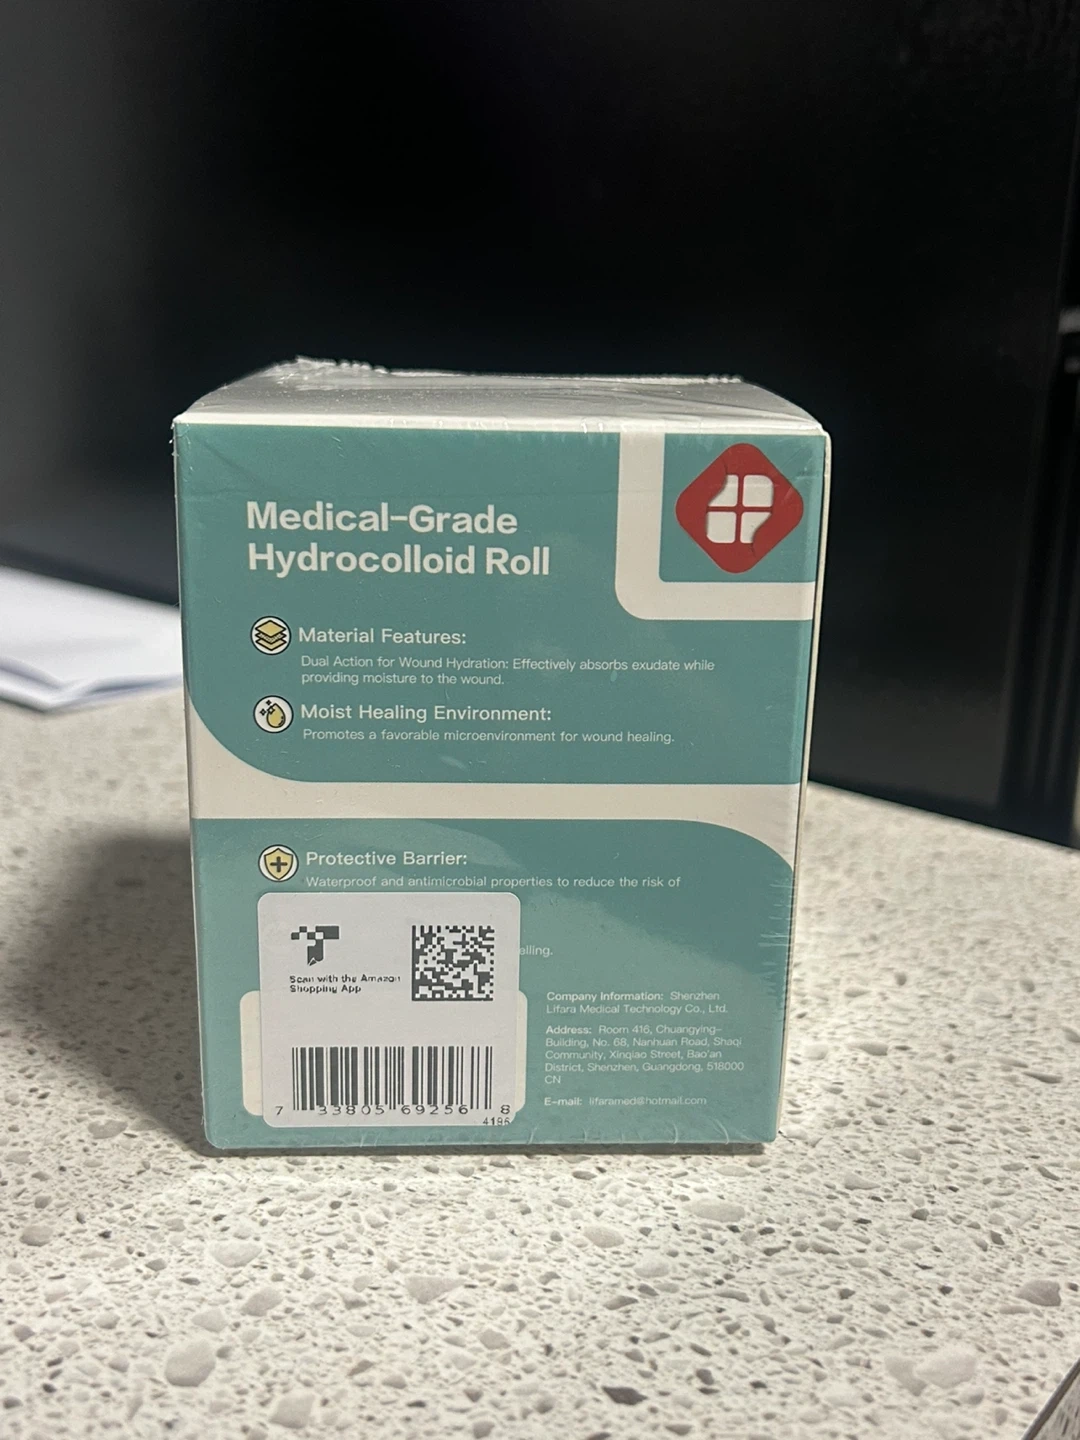 Medical-Grade
Hydrocolloid Roll
Material Features:
Dual Action for Wound Hydration: Effectively absorbs exudate while
providing moisture to the wound.
Moist Healing Environment:
Promotes a favorable microenvironment for wound healing.
Protective Barrier:
Waterproof and antimicrobial properties to reduce the risk of
elling.
Scan with the Amazon
Shopping App
7 33805 69256 8
4186
Company Information: Shenzhen
Lifara Medical Technology Co., Ltd.
Address: Room 416, Chuangying-
Building, No. 68, Nanhuan Road, Shaqi
Community, Xinqiao Street, Bao'an
District, Shenzhen, Guangdong, 518000
CN
E-mail: lifaramed@hotmail.com